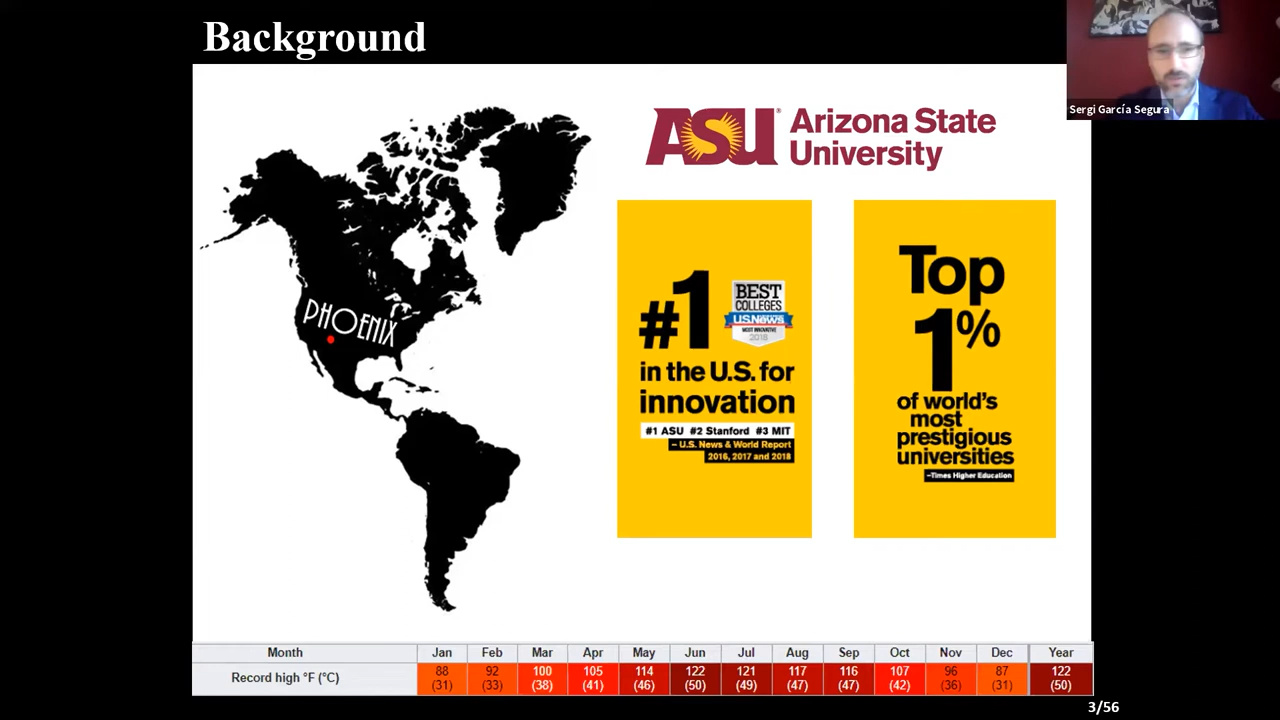 Background
Sergi García Segura
ASU® Arizona State
University
PHOENIX
#1
BEST
COLLEGES
U.S.News
MOST INNOVATIVE
2018
in the U.S. for
innovation
#1 ASU #2 Stanford #3 MIT
– U.S. News & World Report
2016, 2017 and 2018
Top
1%
of world's
most
prestigious
universities
–Times Higher Education
Month Jan Feb Mar Apr May Jun Jul Aug Sep Oct Nov Dec Year
Record high °F (°C) 88 92 100 105 114 122 121 117 116 107 96 87 122
(31) (33) (38) (41) (46) (50) (49) (47) (47) (42) (36) (31) (50)
3/56